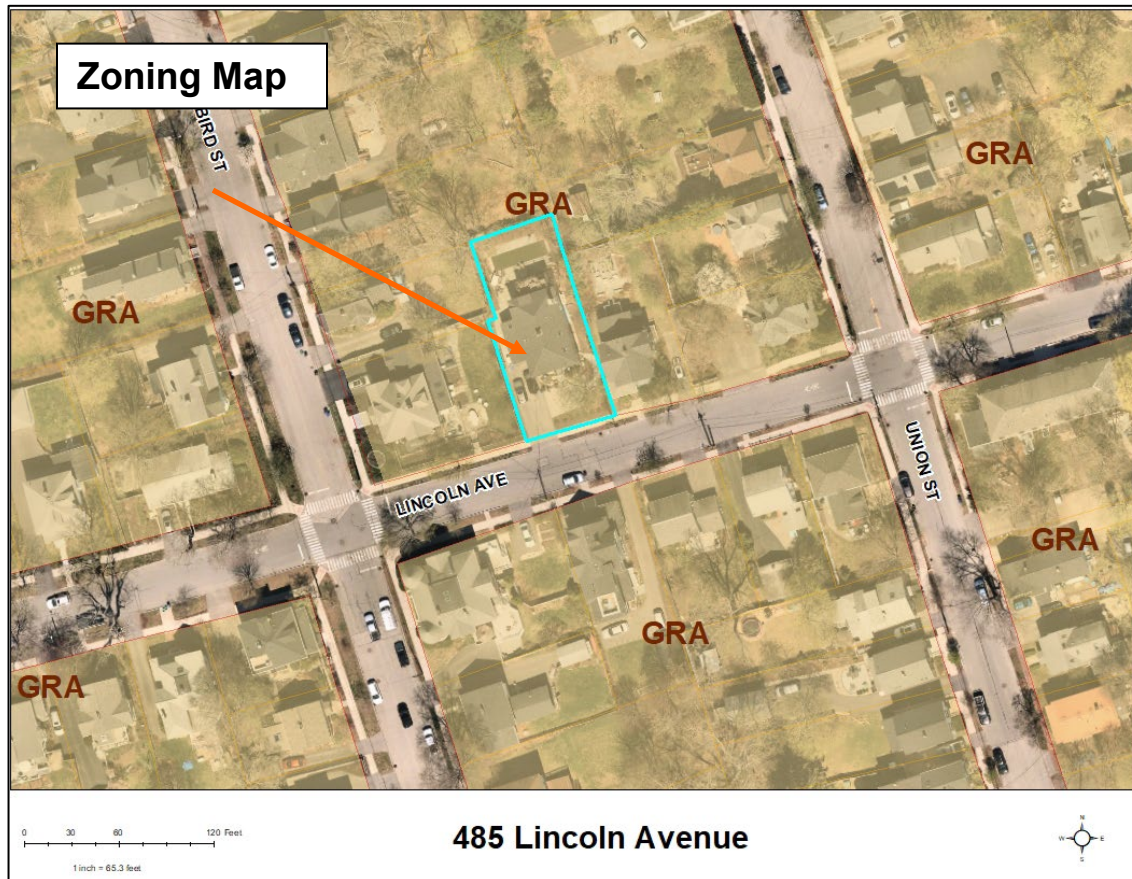 Zoning Map
BIRD ST
GRA
GRA
GRA
LINCOLN AVE
UNION ST
GRA
GRA
GRA
0 30 60 120 Feet
1 inch = 65.3 feet
485 Lincoln Avenue
N
W E
S